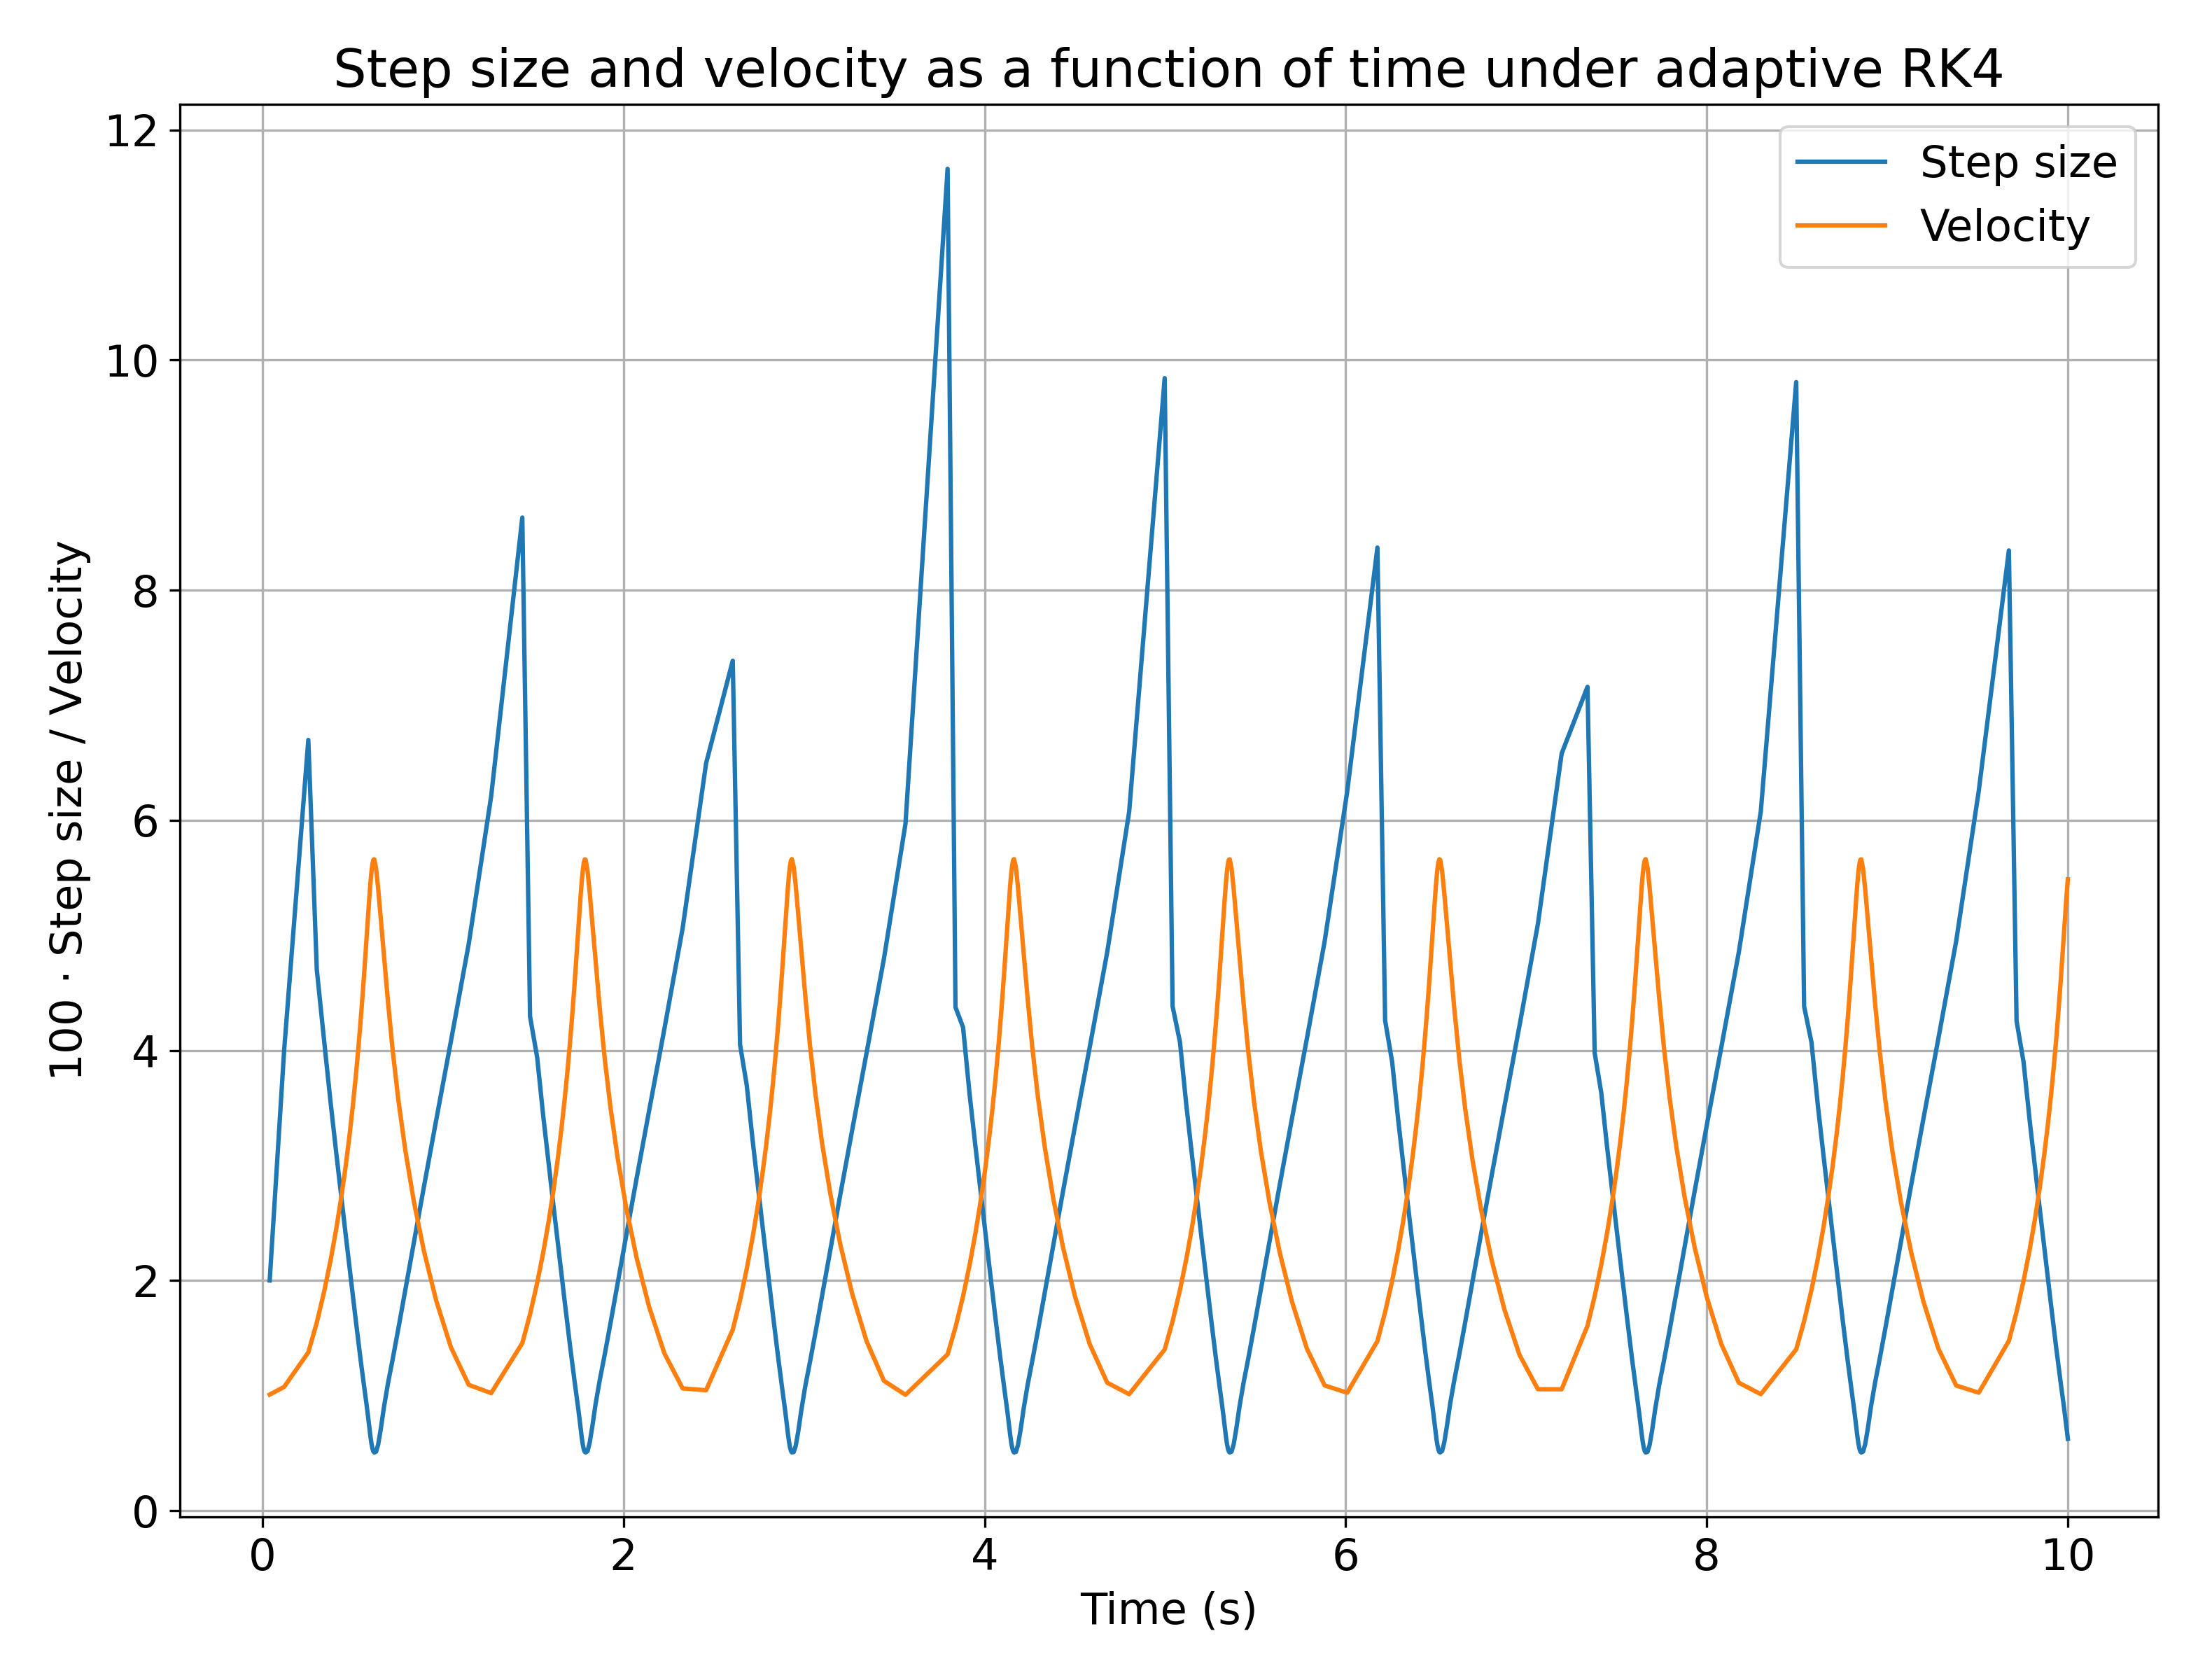 Step size and velocity as a function of time under adaptive RK4
12
10
8
6
4
2
0
100 · Step size / Velocity
Step size
Velocity
0 2 4 6 8 10
Time (s)